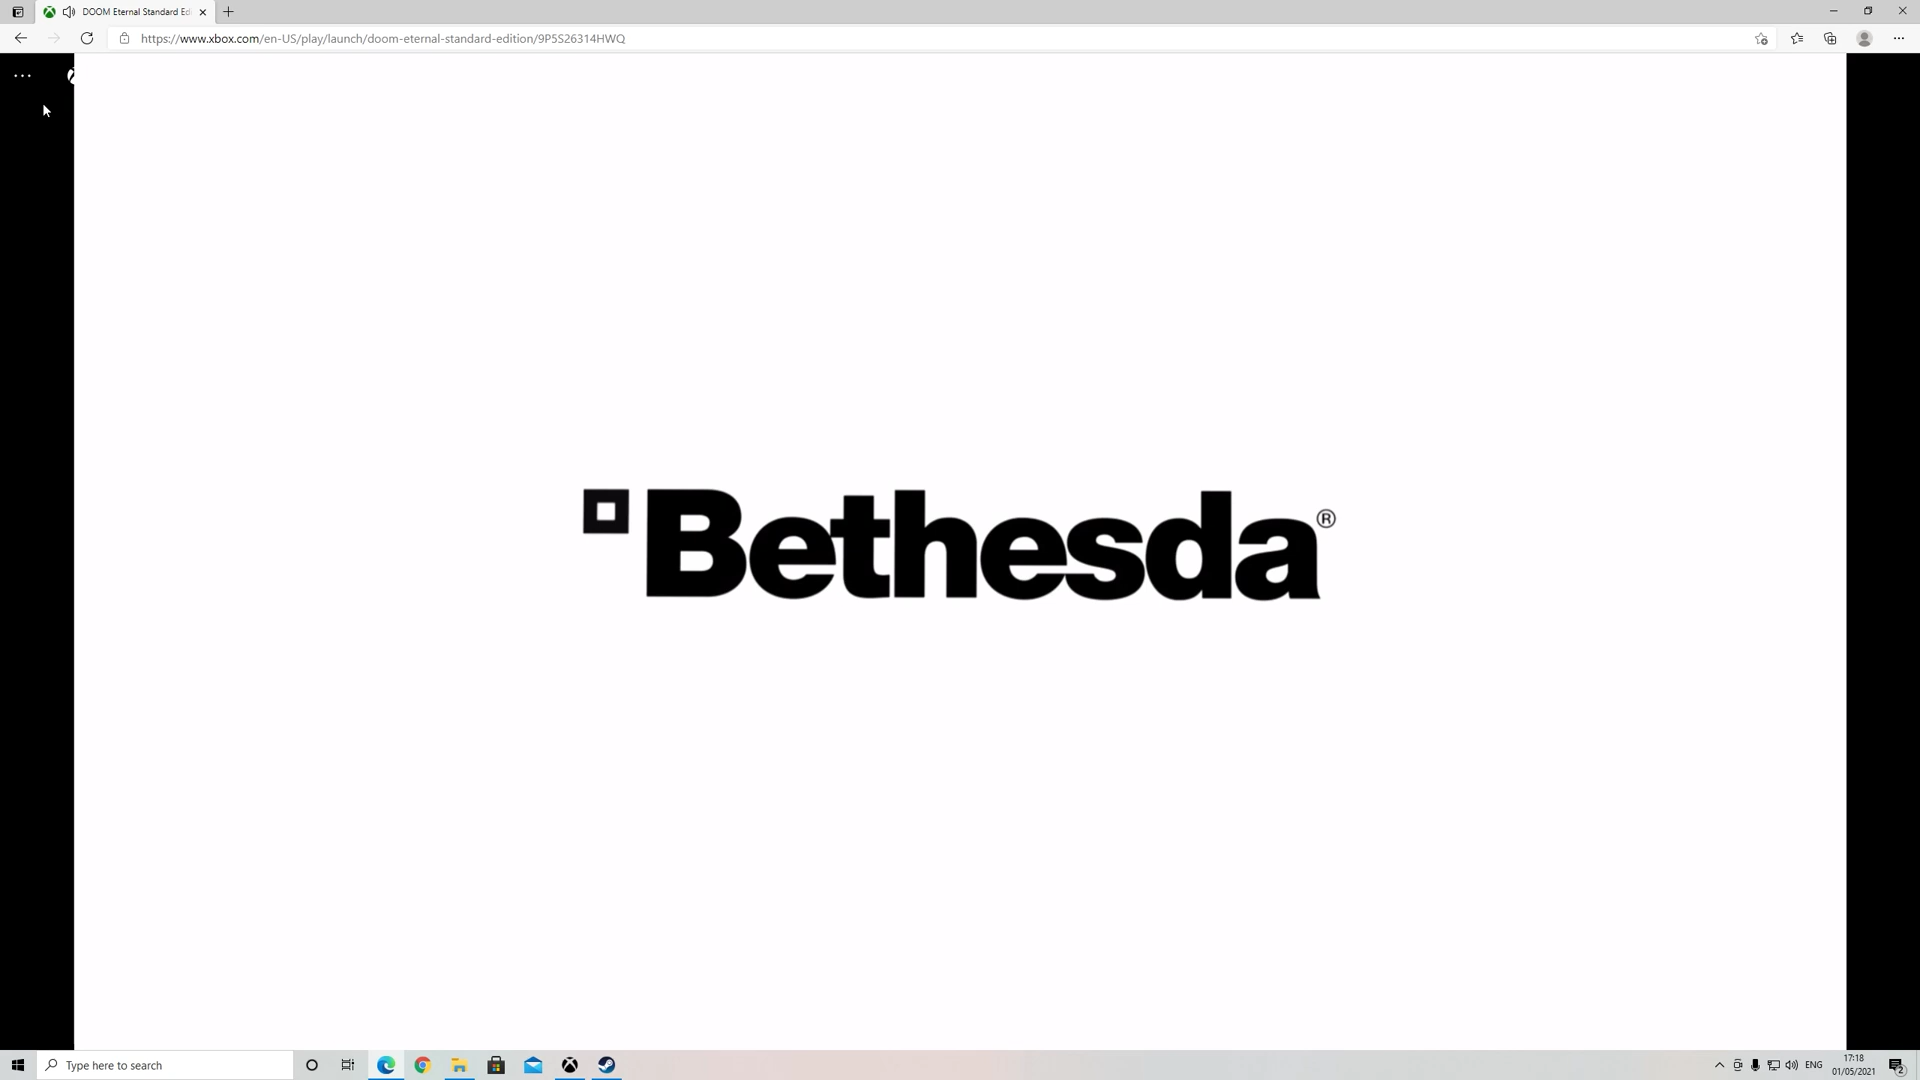 DOOM Eternal Standard Ed
https://www.xbox.com/en-US/play/launch/doom-eternal-standard-edition/9P5S26314HWQ
Bethesda®
Type here to search
ENG
17:18
01/05/2021
2